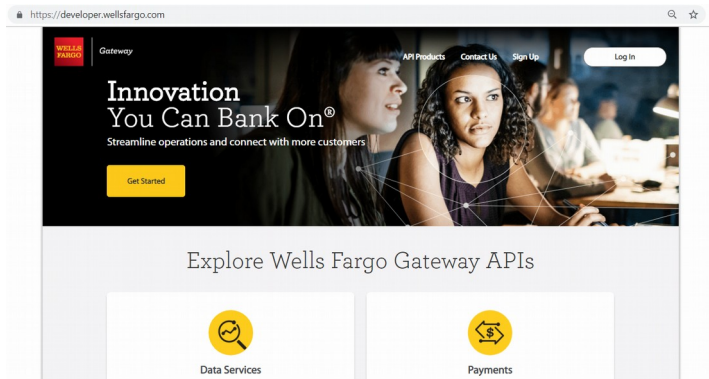 https://developer.wellsfargo.com
WELLS
FARGO
Gateway
API Products Contact Us Sign Up Log In
Innovation
You Can Bank On®
Streamline operations and connect with more customers
Get Started
Explore Wells Fargo Gateway APIs
$
Data Services Payments